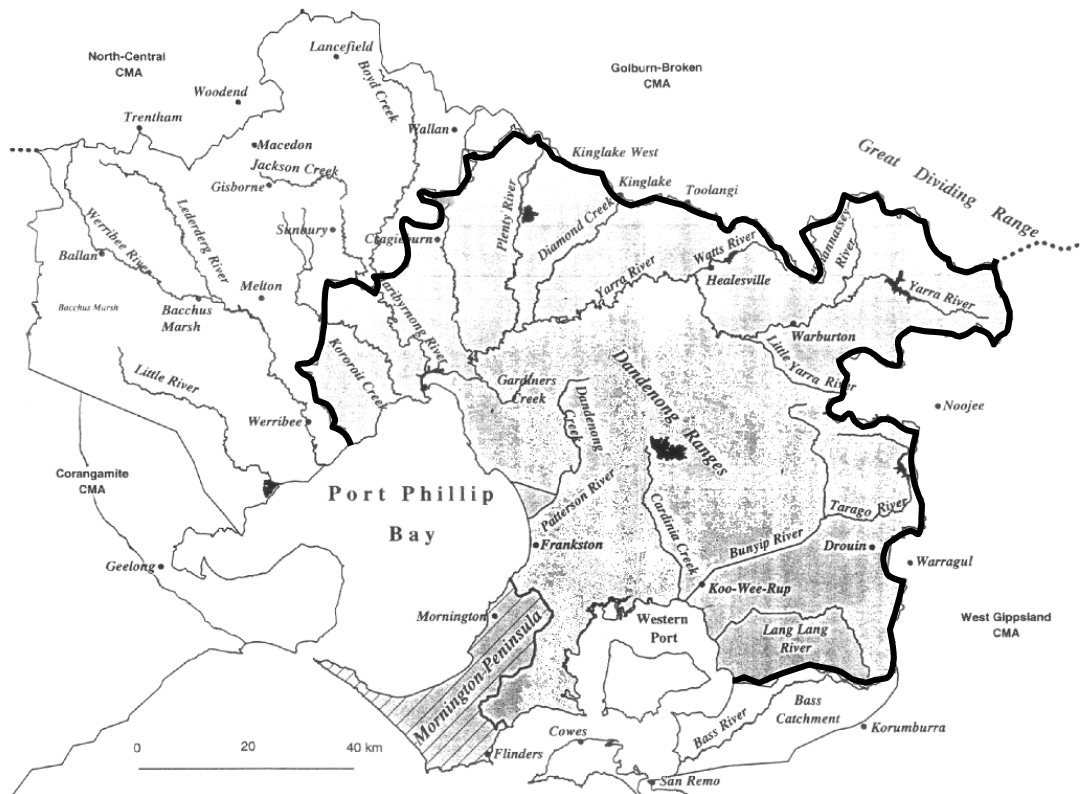 North-Central
CMA
Lancefield
Boyd Creek
Golburn-Broken
CMA
Woodend
Trentham
Wallan
Great Dividing Range
Macedon
Jackson Creek
Gisborne
Kinglake West
Kinglake
Toolangi
Plenty River
Diamond Creek
Werribee River
Lederderg River
Sunbury
Cragieburn
Watts River
River
Ballan
Melton
Yarra River
Healesville
Yarra River
Bacchus Marsh
Bacchus
Marsh
Maribyrnong River
Warburton
Kororoit Creek
Little Yarra River
Little River
Gardiners
Creek
Dandenong
Creek
Dandenong Ranges
Noojee
Werribee
Corangamite
CMA
Port Phillip
Bay
Patterson River
Cardinia Creek
Tarago River
Bunyip River
Frankston
Drouin
Geelong
Warragul
Koo-Wee-Rup
Mornington
Western
Port
Lang Lang
River
West Gippsland
CMA
Mornington Peninsula
Bass River
Bass
Catchment
Korumburra
Cowes
0
20
40 km
Flinders
San Remo